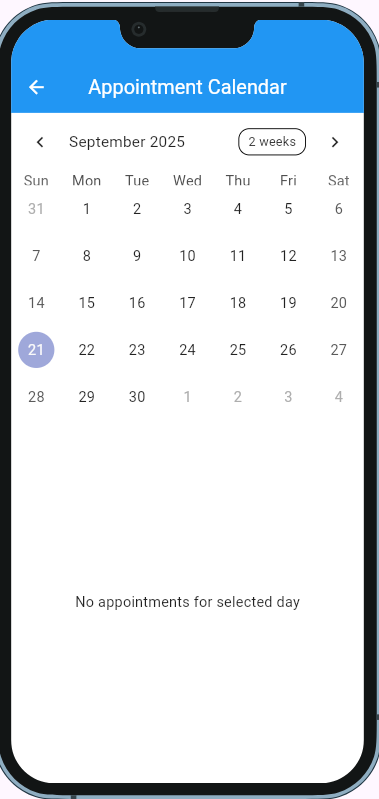 Appointment Calendar
September 2025 2 weeks
Sun Mon Tue Wed Thu Fri Sat
31 1 2 3 4 5 6
7 8 9 10 11 12 13
14 15 16 17 18 19 20
21 22 23 24 25 26 27
28 29 30 1 2 3 4
No appointments for selected day